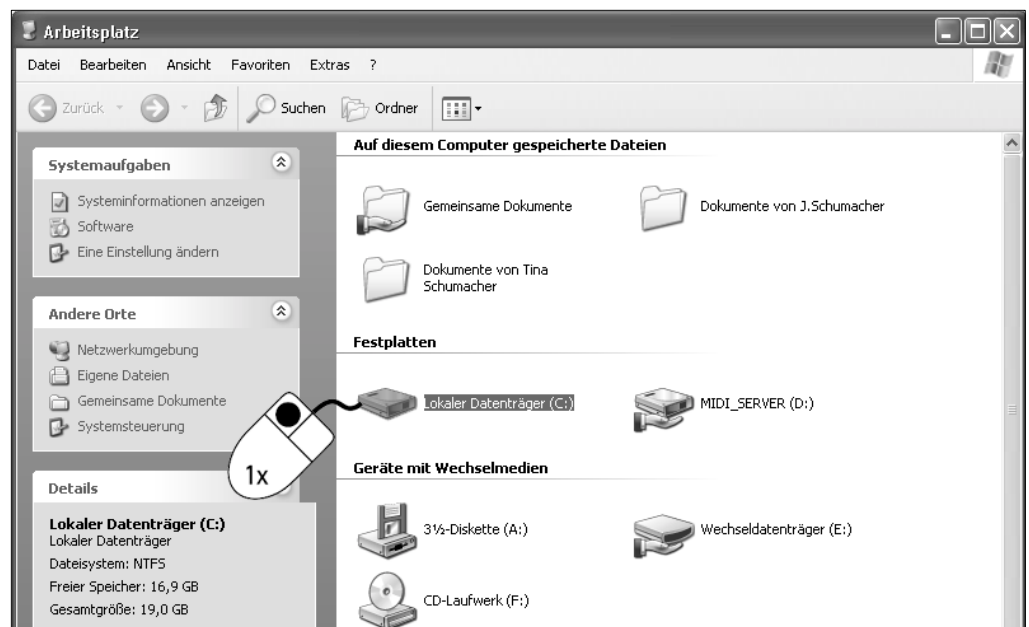 Arbeitsplatz
Datei Bearbeiten Ansicht Favoriten Extras ?
Zurück Suchen Ordner
Systemaufgaben
Systeminformationen anzeigen
Software
Eine Einstellung ändern
Andere Orte
Netzwerkumgebung
Eigene Dateien
Gemeinsame Dokumente
Systemsteuerung
1x
Details
Lokaler Datenträger (C:)
Lokaler Datenträger
Dateisystem: NTFS
Freier Speicher: 16,9 GB
Gesamtgröße: 19,0 GB
Auf diesem Computer gespeicherte Dateien
Gemeinsame Dokumente
Dokumente von J.Schumacher
Dokumente von Tina
Schumacher
Festplatten
Lokaler Datenträger (C:)
MIDI_SERVER (D:)
Geräte mit Wechselmedien
3½-Diskette (A:)
Wechseldatenträger (E:)
CD-Laufwerk (F:)